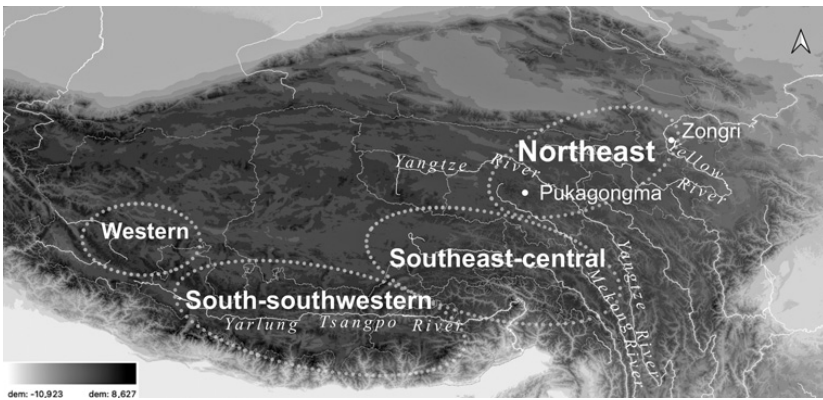 Zongri
Northeast
Yellow River
Yangtze River
Pukagongma
Western
Southeast-central
South-southwestern
Yarlung Tsangpo River
Mekong River
Yangtze River
dem: -10,923 dem: 8,627